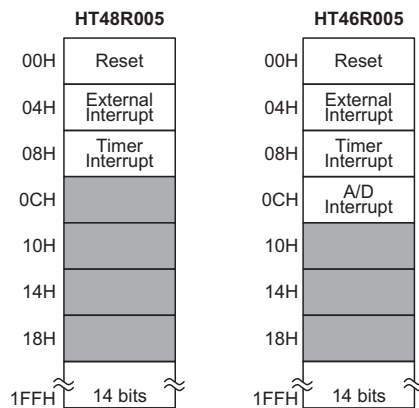 HT48R005
00H Reset
04H External
Interrupt
08H Timer
Interrupt
0CH
10H
14H
18H
1FFH 14 bits
HT46R005
00H Reset
04H External
Interrupt
08H Timer
Interrupt
0CH A/D
Interrupt
10H
14H
18H
1FFH 14 bits